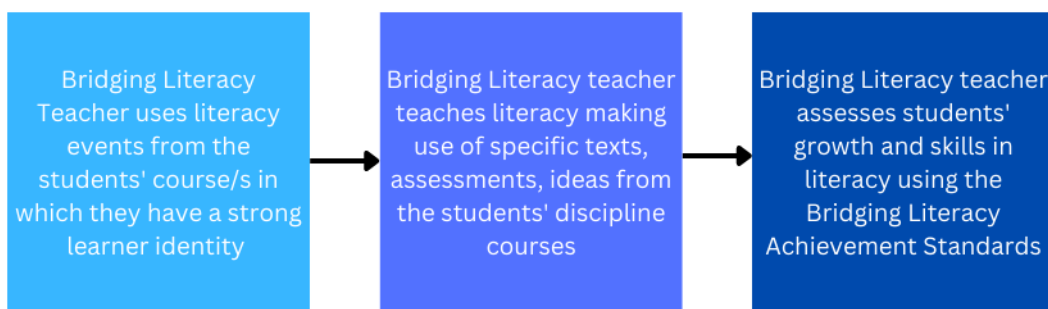 Bridging Literacy
Teacher uses literacy
events from the
students' course/s in
which they have a strong
learner identity
Bridging Literacy teacher
teaches literacy making
use of specific texts,
assessments, ideas from
the students' discipline
courses
Bridging Literacy teacher
assesses students'
growth and skills in
literacy using the
Bridging Literacy
Achievement Standards